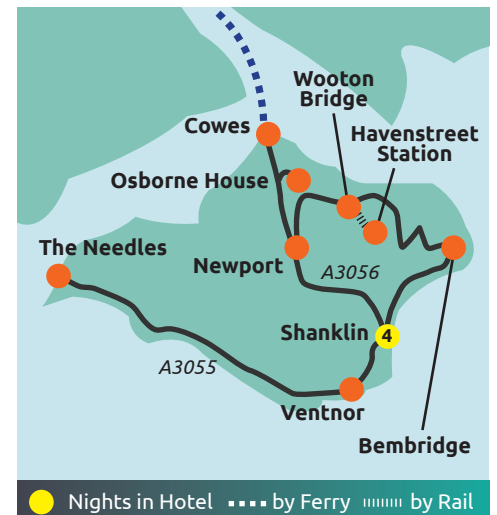 Wooton
Bridge
Cowes
Havenstreet
Station
Osborne House
The Needles
Newport
A3056
Shanklin
4
A3055
Ventnor
Bembridge
Nights in Hotel by Ferry by Rail